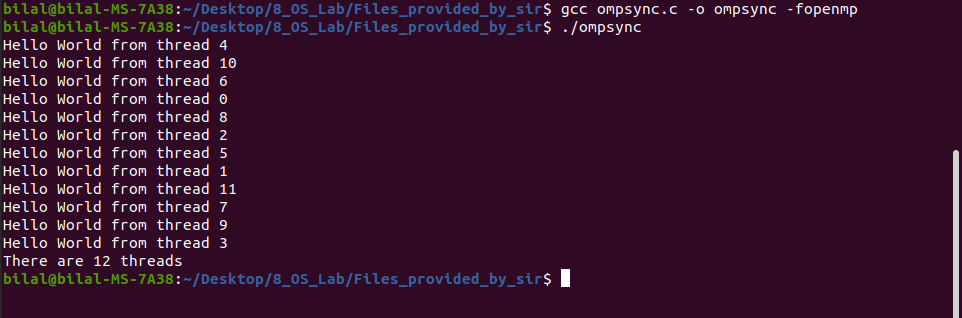 bilal@bilal-MS-7A38:~/Desktop/8_OS_Lab/Files_provided_by_sir$ gcc ompsync.c -o ompsync -fopenmp
bilal@bilal-MS-7A38:~/Desktop/8_OS_Lab/Files_provided_by_sir$ ./ompsync
Hello World from thread 4
Hello World from thread 10
Hello World from thread 6
Hello World from thread 0
Hello World from thread 8
Hello World from thread 2
Hello World from thread 5
Hello World from thread 1
Hello World from thread 11
Hello World from thread 7
Hello World from thread 9
Hello World from thread 3
There are 12 threads
bilal@bilal-MS-7A38:~/Desktop/8_OS_Lab/Files_provided_by_sir$